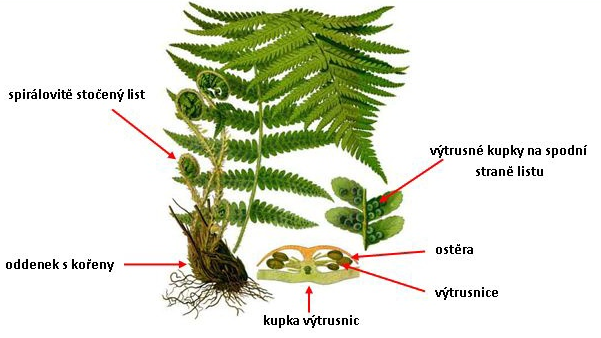 spirálovitě stočený list
výtrusné kupky na spodní
straně listu
ostěra
oddenek s kořeny
výtrusnice
kupka výtrusnic